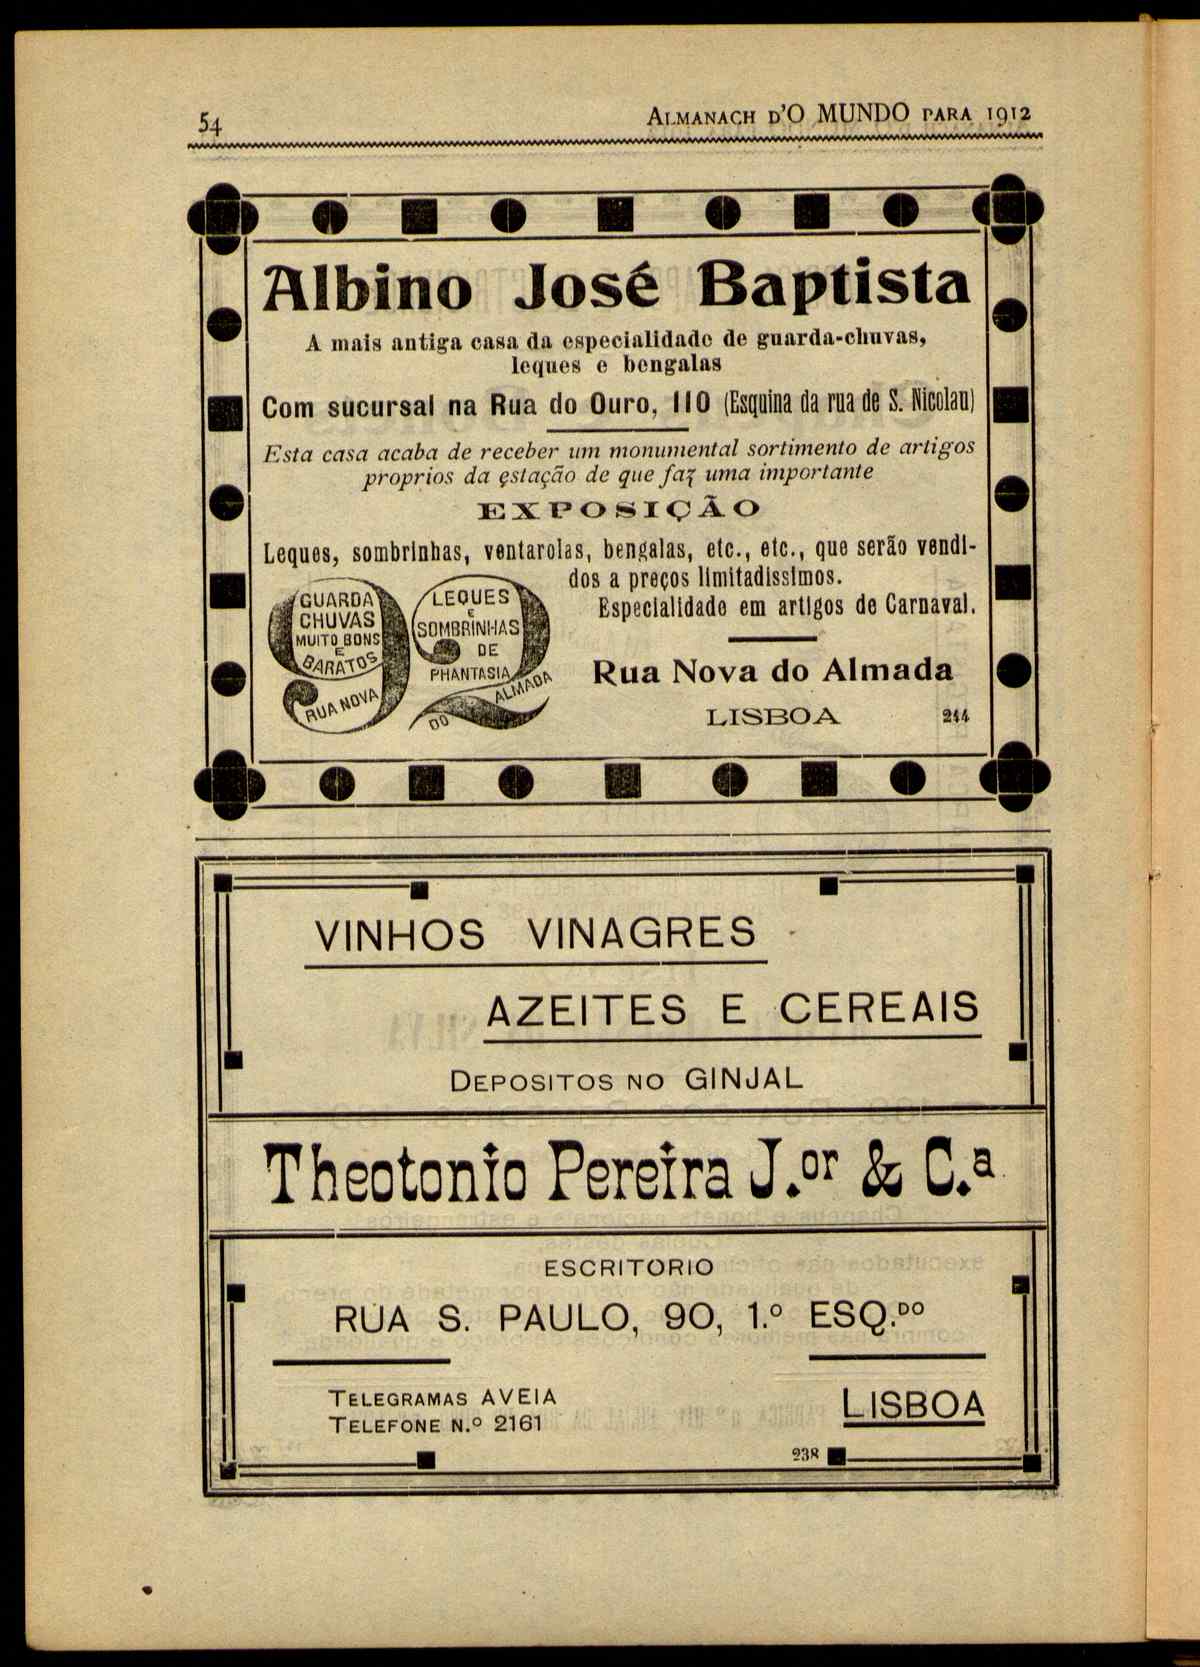 54
ALMANACH D'O MUNDO PARA 1912
Albino José Baptista
A mais antiga casa da especialidade de guarda-chuvas,
leques e bengalas
Com sucursal na Rua do Ouro, 110 (Esquina da rua de S. Nicolau)
Esta casa acaba de receber um monumental sortimento de artigos
proprios da estação de que faz uma importante
EXPOSIÇÃO
Leques, sombrinhas, ventarolas, bengalas, etc., etc., que serão vendi-
dos a preços limitadissimos.
Especialidade em artigos de Carnaval.
GUARDA
CHUVAS
MUITO BONS
E
BARATOS
RUA NOVA
LEQUES
E
SOMBRINHAS
DE
PHANTASIA
DO ALMADA
Rua Nova do Almada
LISBOA
244
VINHOS VINAGRES
AZEITES E CEREAIS
DEPOSITOS NO GINJAL
Theotonio Pereira J.or & C.a
ESCRITORIO
RUA S. PAULO, 90, 1.º ESQ.DO
TELEGRAMAS AVEIA
TELEFONE N.º 2161
LISBOA
238